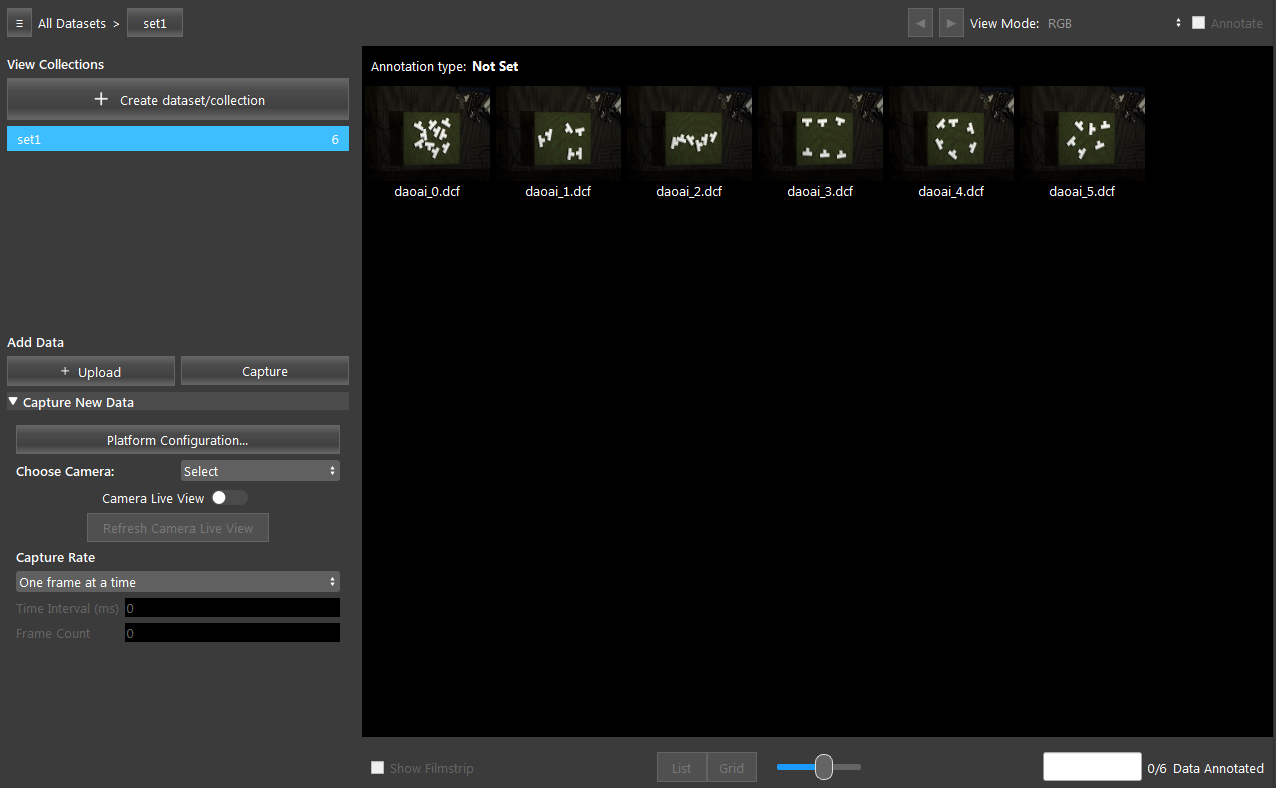 All Datasets > set1
View Mode: RGB
Annotate
View Collections
+ Create dataset/collection
set1 6
Annotation type: Not Set
daoai_0.dcf
daoai_1.dcf
daoai_2.dcf
daoai_3.dcf
daoai_4.dcf
daoai_5.dcf
Add Data
+ Upload
Capture
Capture New Data
Platform Configuration...
Choose Camera: Select
Camera Live View
Refresh Camera Live View
Capture Rate
One frame at a time
Time Interval (ms) 0
Frame Count 0
Show Filmstrip
List
Grid
0/6 Data Annotated